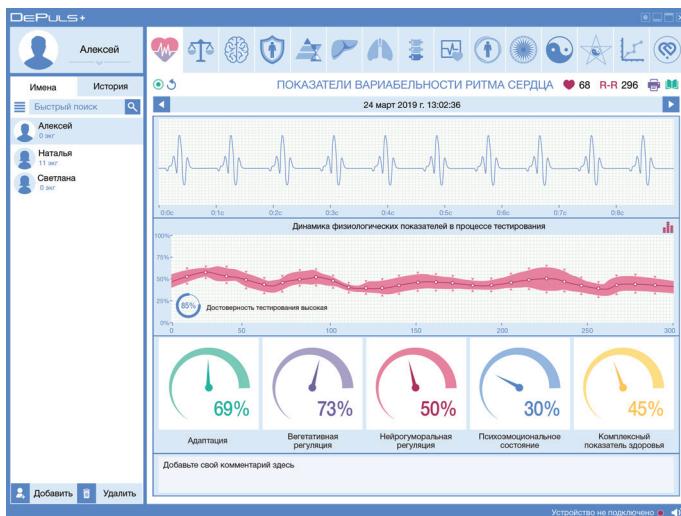 DePuls+
Алексей
Имена
История
Быстрый поиск
Алексей
0 экг
Наталья
11 экг
Светлана
0 экг
Добавить
Удалить
ПОКАЗАТЕЛИ ВАРИАБЕЛЬНОСТИ РИТМА СЕРДЦА
68
R-R 296
24 март 2019 г. 13:02:36
0:0с 0:1с 0:2с 0:3с 0:4с 0:5с 0:6с 0:7с 0:8с
Динамика физиологических показателей в процессе тестирования
100%
75%
50%
25%
0%
85%
Достоверность тестирования высокая
0 50 100 150 200 250 300
69%
Адаптация
73%
Вегетативная
регуляция
50%
Нейрогуморальная
регуляция
30%
Психоэмоциональное
состояние
45%
Комплексный
показатель здоровья
Добавьте свой комментарий здесь
Устройство не подключено